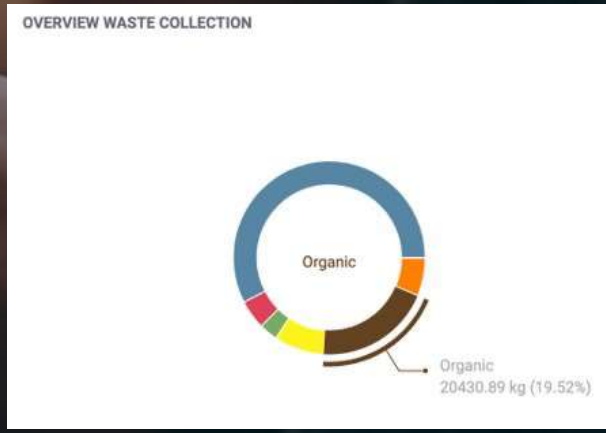 OVERVIEW WASTE COLLECTION
Organic
Organic
20430.89 kg (19.52%)